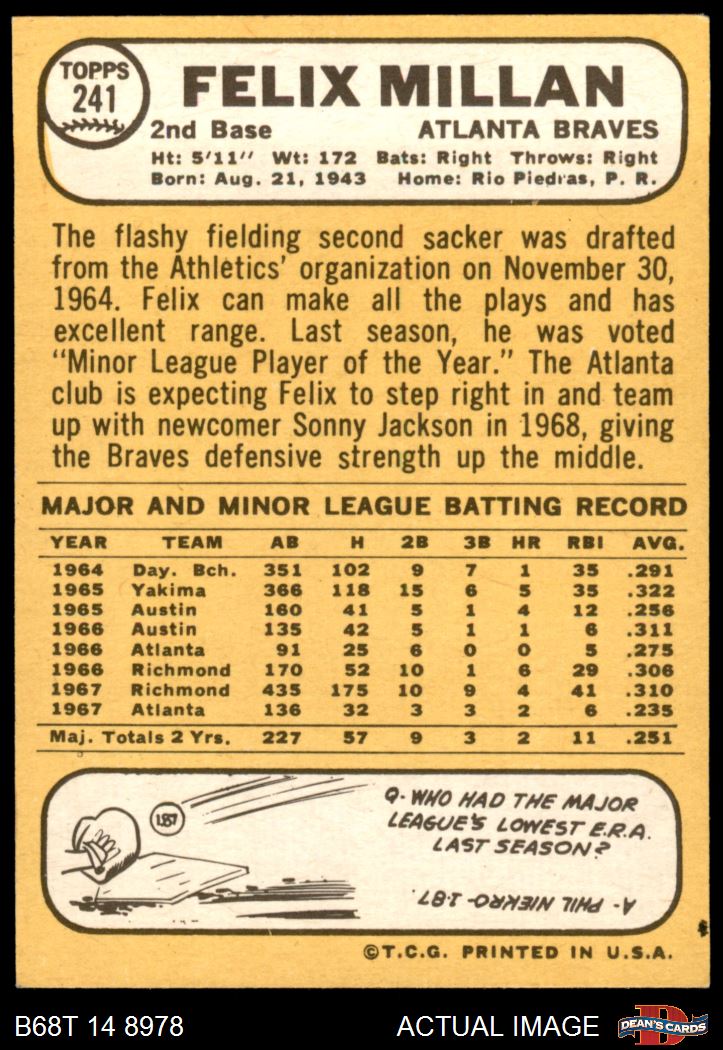 TOPPS
241
FELIX MILLAN
2nd Base ATLANTA BRAVES
Ht: 5'11" Wt: 172 Bats: Right Throws: Right
Born: Aug. 21, 1943 Home: Rio Piedras, P. R.
The flashy fielding second sacker was drafted
from the Athletics' organization on November 30,
1964. Felix can make all the plays and has
excellent range. Last season, he was voted
"Minor League Player of the Year." The Atlanta
club is expecting Felix to step right in and team
up with newcomer Sonny Jackson in 1968, giving
the Braves defensive strength up the middle.
MAJOR AND MINOR LEAGUE BATTING RECORD
YEAR TEAM AB H 2B 3B HR RBI AVG.
1964 Day. Bch. 351 102 9 7 1 35 .291
1965 Yakima 366 118 15 6 5 35 .322
1965 Austin 160 41 5 1 4 12 .256
1966 Austin 135 42 5 1 1 6 .311
1966 Atlanta 91 25 6 0 0 5 .275
1966 Richmond 170 52 10 1 6 29 .306
1967 Richmond 435 175 10 9 4 41 .310
1967 Atlanta 136 32 3 3 2 6 .235
Maj. Totals 2 Yrs. 227 57 9 3 2 11 .251
1.87
Q- WHO HAD THE MAJOR
LEAGUE'S LOWEST E.R.A.
LAST SEASON?
A- PHIL NIEKRO-1.87.
©T.C.G. PRINTED IN U.S.A.
B68T 14 8978 ACTUAL IMAGE DEAN'S CARDS